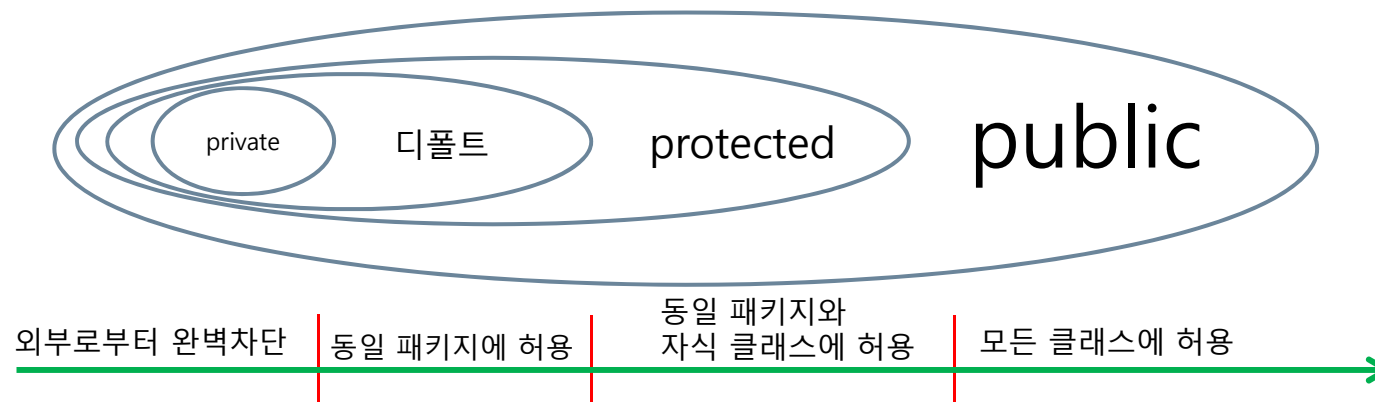 private
디폴트
protected
public
외부로부터 완벽차단
동일 패키지에 허용
동일 패키지와
자식 클래스에 허용
모든 클래스에 허용